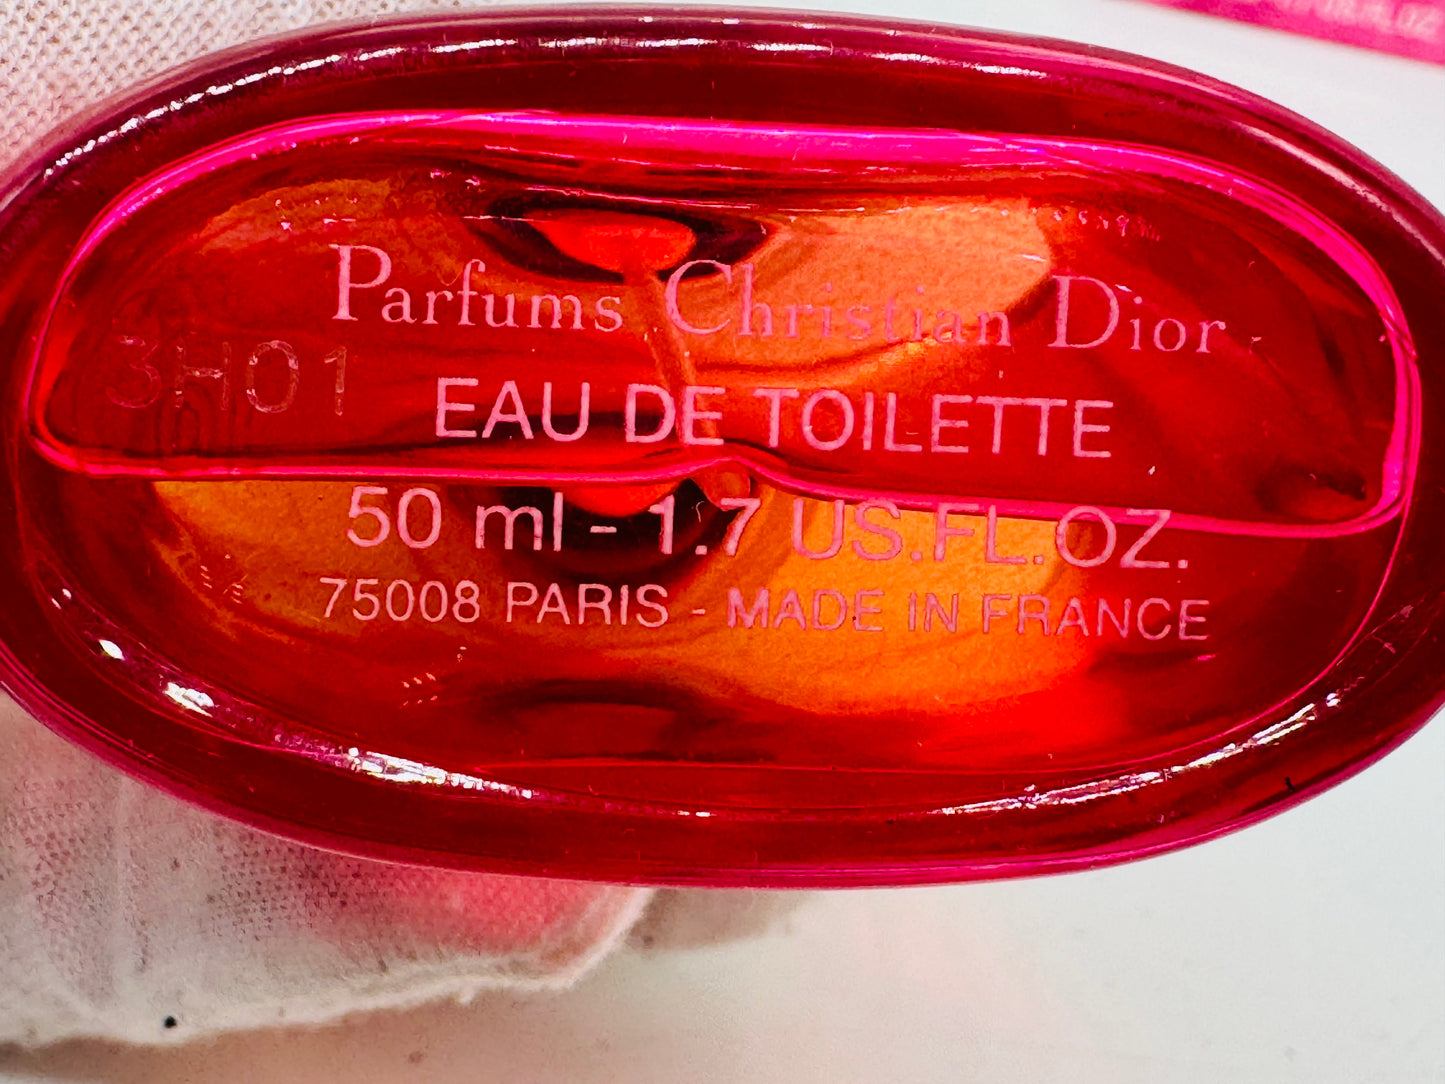 Parfums Christian Dior
3H01
EAU DE TOILETTE
50 ml - 1.7 US.FL.OZ.
75008 PARIS - MADE IN FRANCE